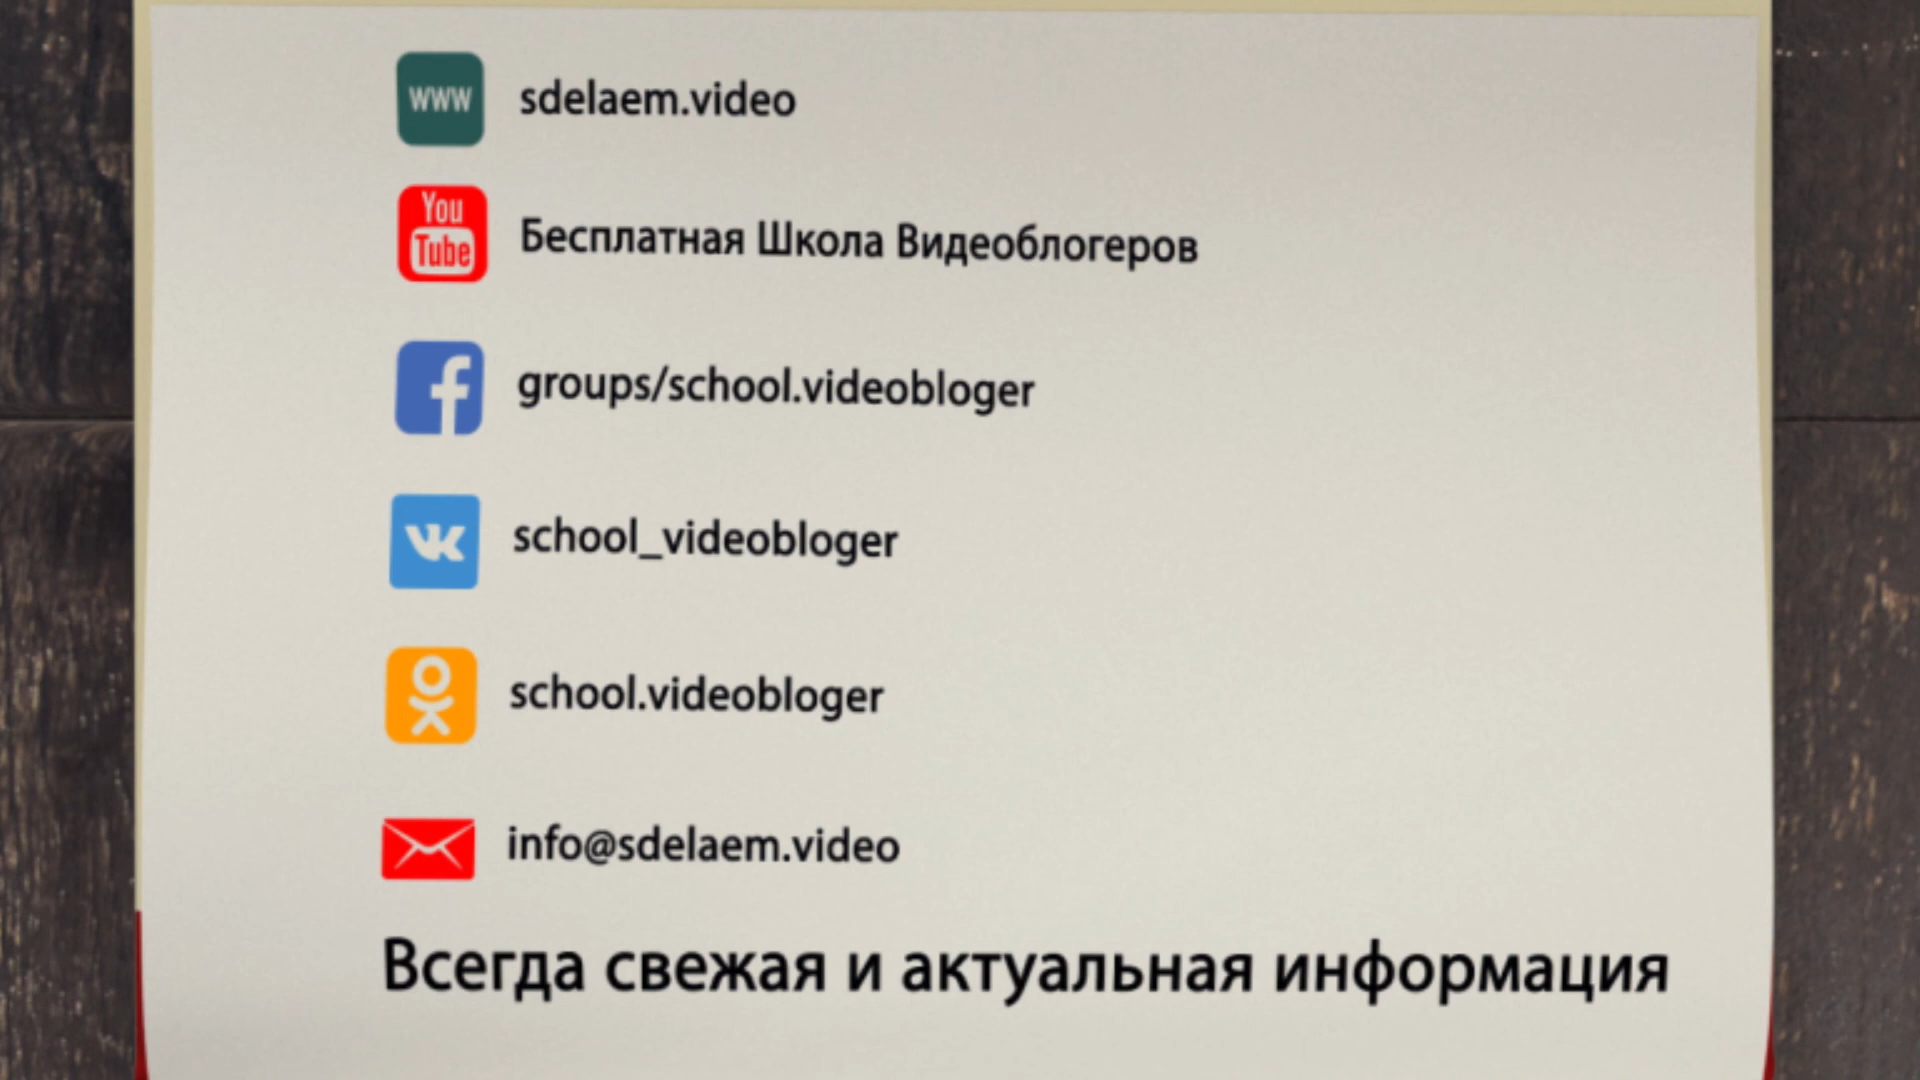 www sdelaem.video
You Tube Бесплатная Школа Видеоблогеров
f groups/school.videobloger
school_videobloger
school.videobloger
info@sdelaem.video
Всегда свежая и актуальная информация